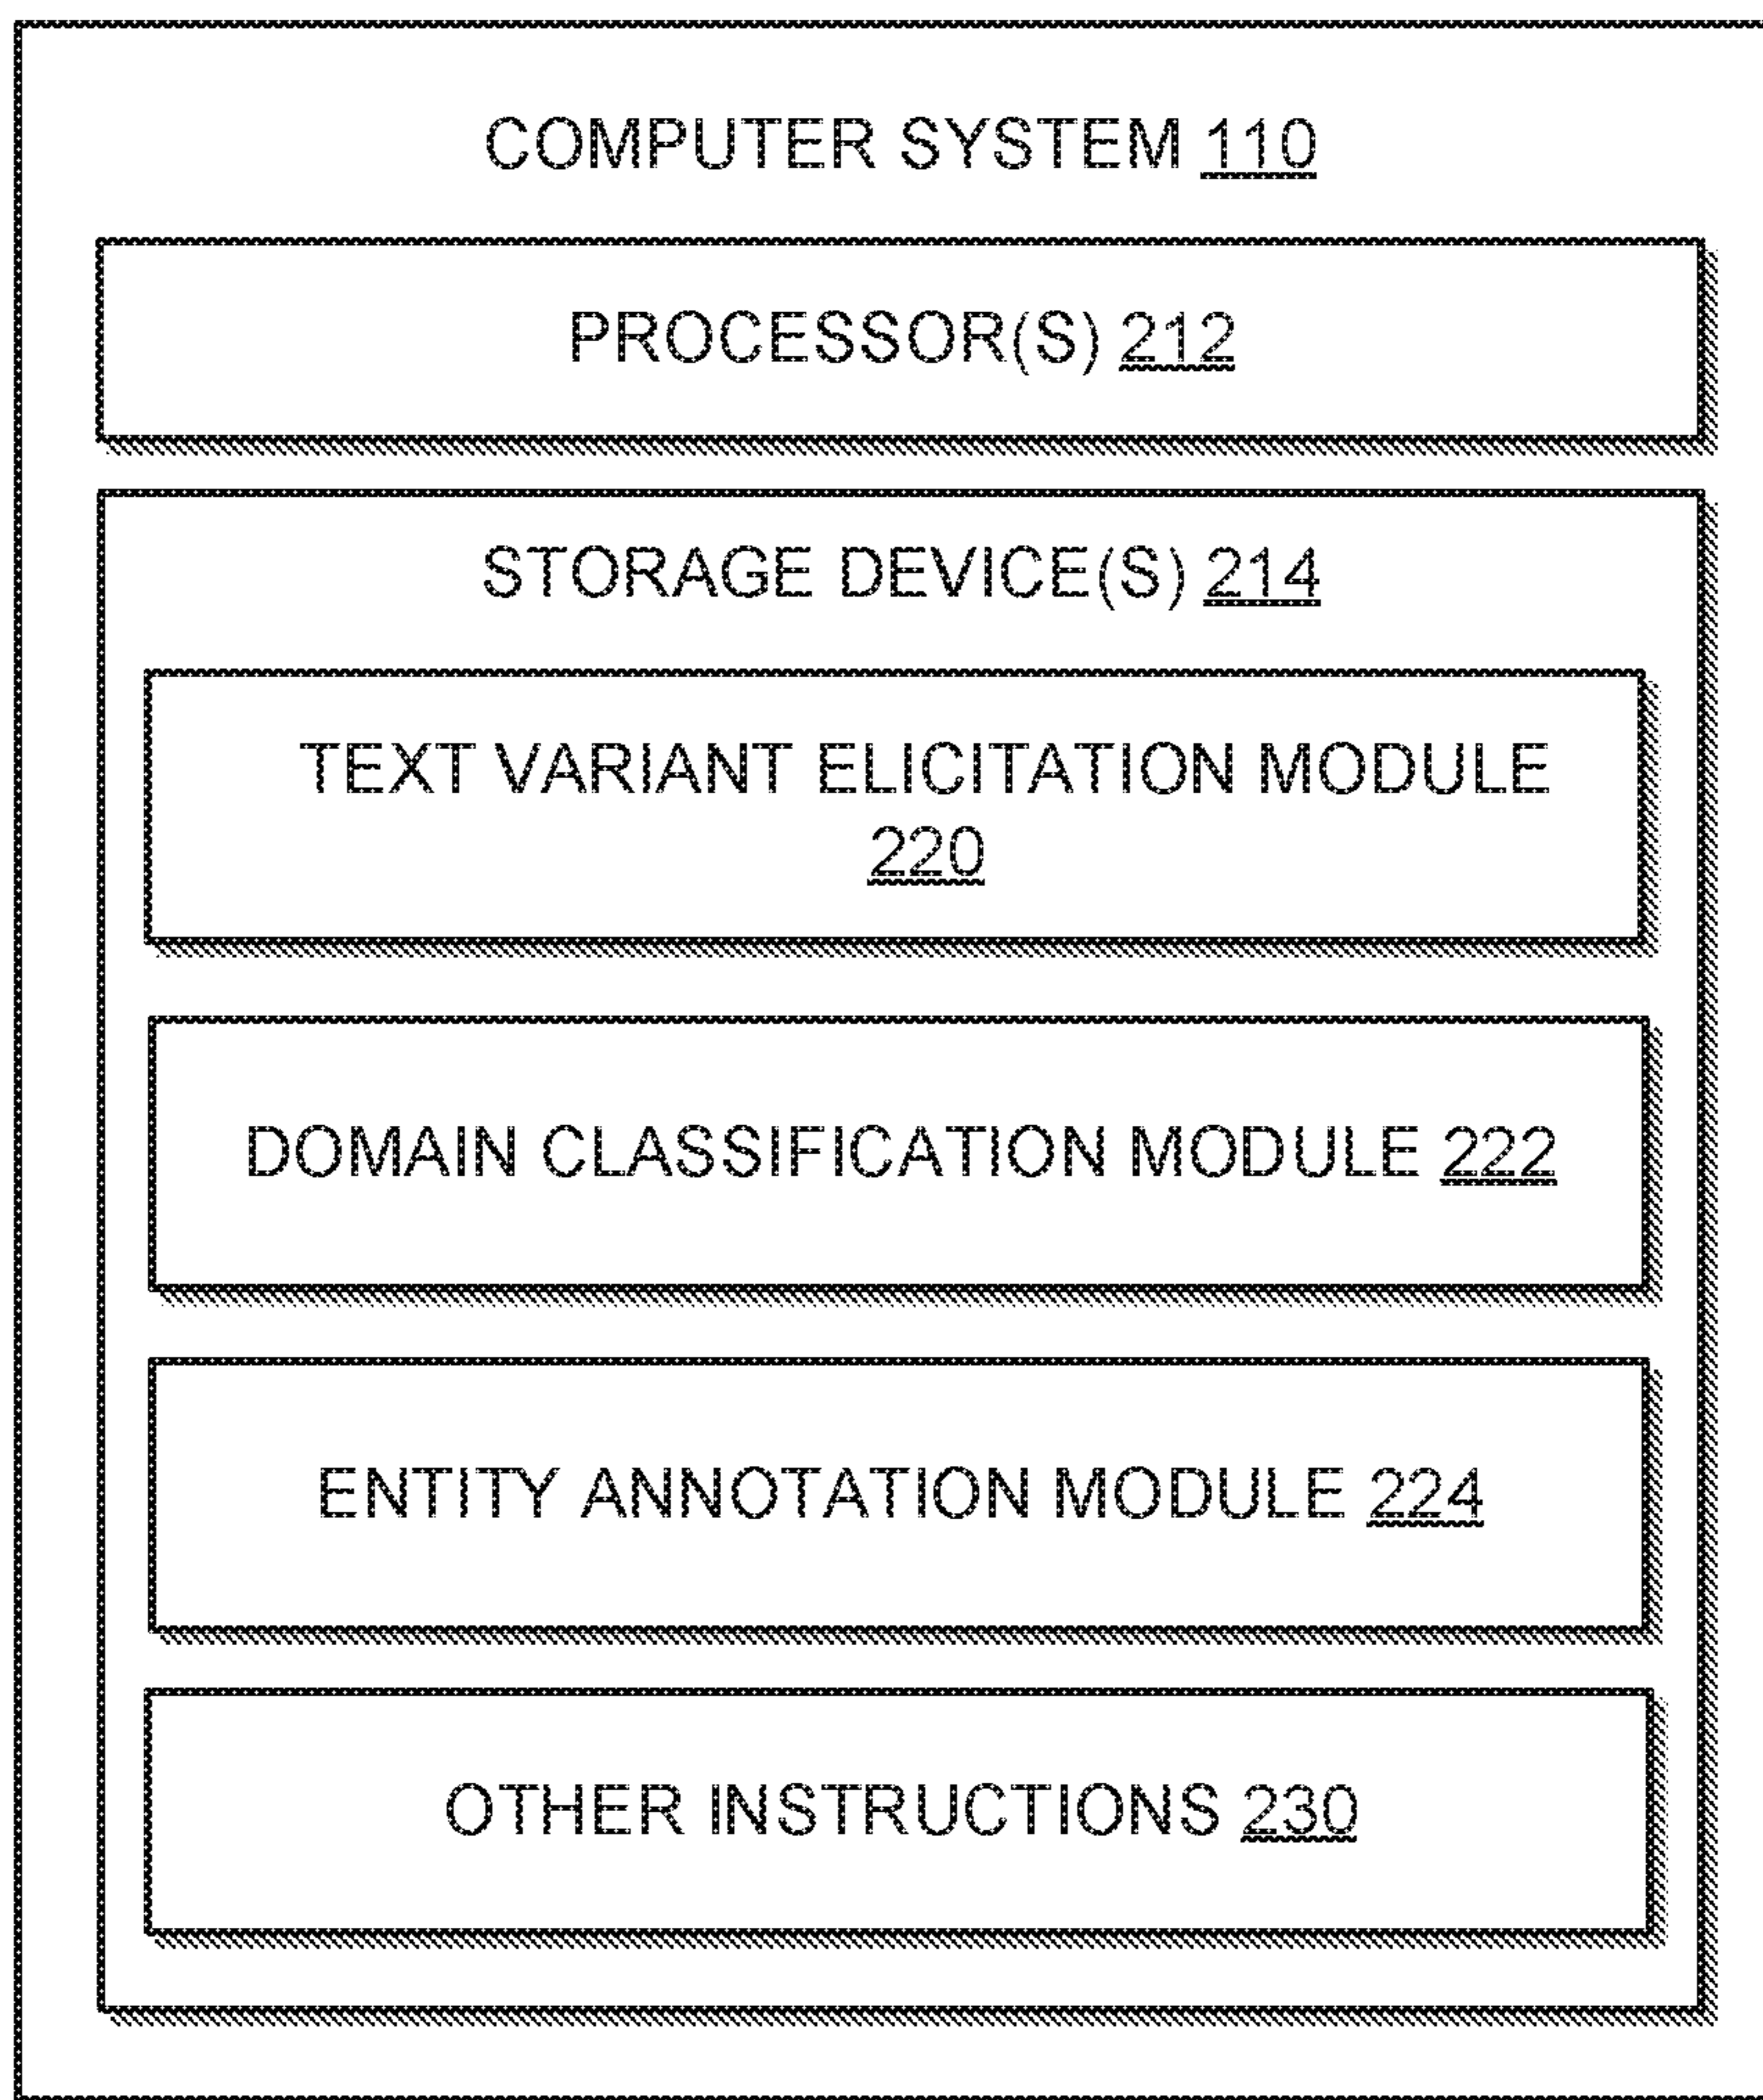 COMPUTER SYSTEM 110
PROCESSOR(S) 212
STORAGE DEVICE(S) 214
TEXT VARIANT ELICITATION MODULE
220
DOMAIN CLASSIFICATION MODULE 222
ENTITY ANNOTATION MODULE 224
OTHER INSTRUCTIONS 230